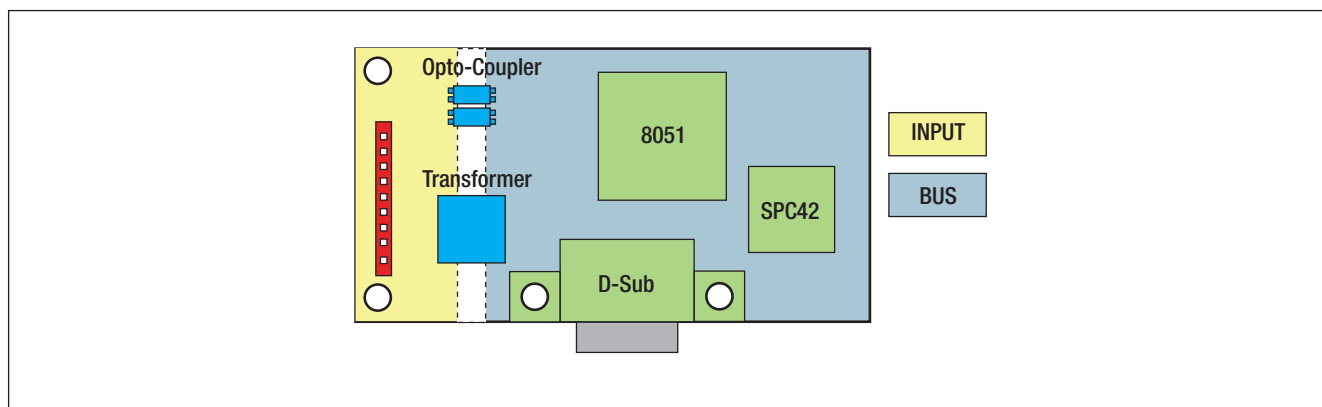 Opto-Coupler
8051
INPUT
Transformer
BUS
SPC42
D-Sub